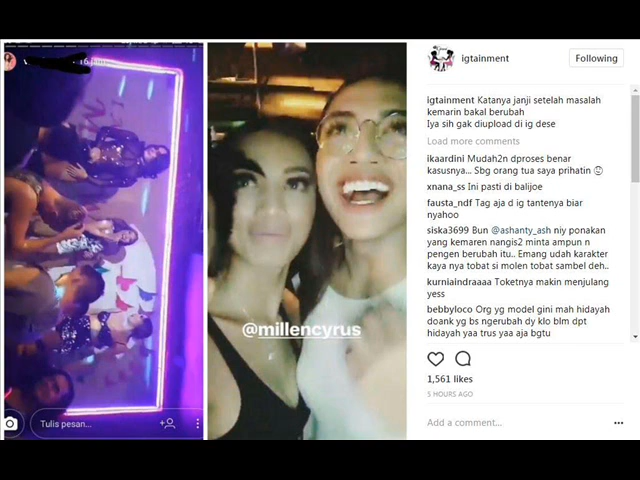 6 Jam
Tulis pesan...
@millencyrus
igtainment
Following
igtainment Katanya janji setelah masalah
kemarin bakal berubah
Iya sih gak diupload di ig dese
Load more comments
ikaardini Mudah2n dproses benar
kasusnya... Sbg orang tua saya prihatin
xnana_ss Ini pasti di balijoe
fausta_ndf Tag aja d ig tantenya biar
nyahoo
siska3699 Bun @ashanty_ash niy ponakan
yang kemaren nangis2 minta ampun n
pengen berubah itu.. Emang udah karakter
kaya nya tobat si molen tobat sambel deh..
kurniaindraaaa Toketnya makin menjulang
yess
bebbyloco Org yg model gini mah hidayah
doank yg bs ngerubah dy klo blm dpt
hidayah yaa trus yaa aja bgtu
1,561 likes
5 HOURS AGO
Add a comment...